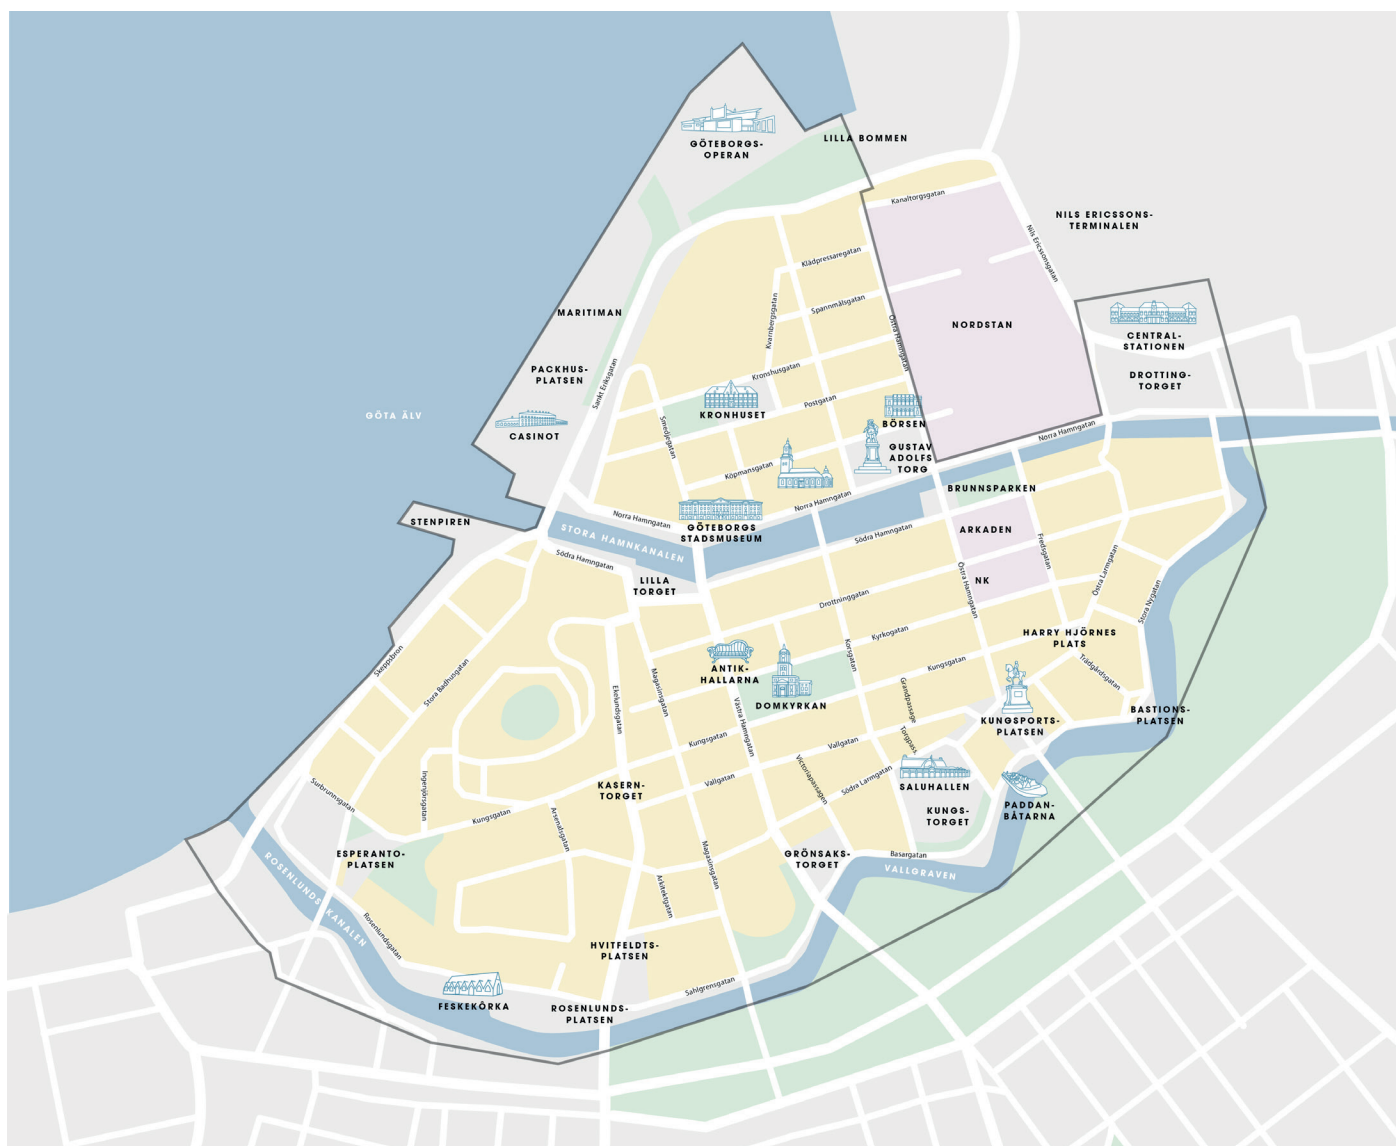 GÖTEBORGS-
OPERAN
LILLA BOMMEN
Kanaltorgsgatan
NILS ERICSSONS-
TERMINALEN
Nils Ericssonsgatan
Klädpressaregatan
Spannmålsgatan
Kvarnbergsgatan
Östra Hamngatan
MARITIMAN
NORDSTAN
CENTRAL-
STATIONEN
DROTTING-
TORGET
PACKHUS-
PLATSEN
Sankt Eriksgatan
Kronshusgatan
Postgatan
KRONHUSET
GÖTA ÄLV
CASINOT
Smedjegatan
BÖRSEN
GUSTAV
ADOLFS
TORG
Norra Hamngatan
Köpmansgatan
BRUNNSPARKEN
Norra Hamngatan
STENPIREN
Norra Hamngatan
GÖTEBORGS
STADSMUSEUM
STORA HAMNKANALEN
Södra Hamngatan
ARKADEN
Fredsgatan
Södra Hamngatan
Östra Larmgatan
LILLA
TORGET
NK
Östra Hamngatan
Stora Nygatan
Drottninggatan
Kyrkogatan
HARRY HJÖRNES
PLATS
Skeppsbron
Stora Badhusgatan
Korsgatan
Kungsgatan
Trädgårdsgatan
ANTIK-
HALLARNA
Magasinsgatan
Ekelundsgatan
DOMKYRKAN
Grandpassage
KUNGSPORTS-
PLATSEN
BASTIONS-
PLATSEN
Västra Hamngatan
Kungsgatan
Vallgatan
Torgpass.
Vallgatan
Victoriapassagen
Södra Larmgatan
SALUHALLEN
Surbrunnsgatan
Ingenjörsgatan
KASERN-
TORGET
KUNGS-
TORGET
PADDAN-
BÅTARNA
Kungsgatan
Arsenalsgatan
ESPERANTO-
PLATSEN
Magasinsgatan
GRÖNSAKS-
TORGET
Basargatan
VALLGRAVEN
ROSENLUNDSKANALEN
Arkitektgatan
Rosenlundsgatan
HVITFELDTS-
PLATSEN
Sahlgrensgatan
FESKEKÔRKA
ROSENLUNDS-
PLATSEN